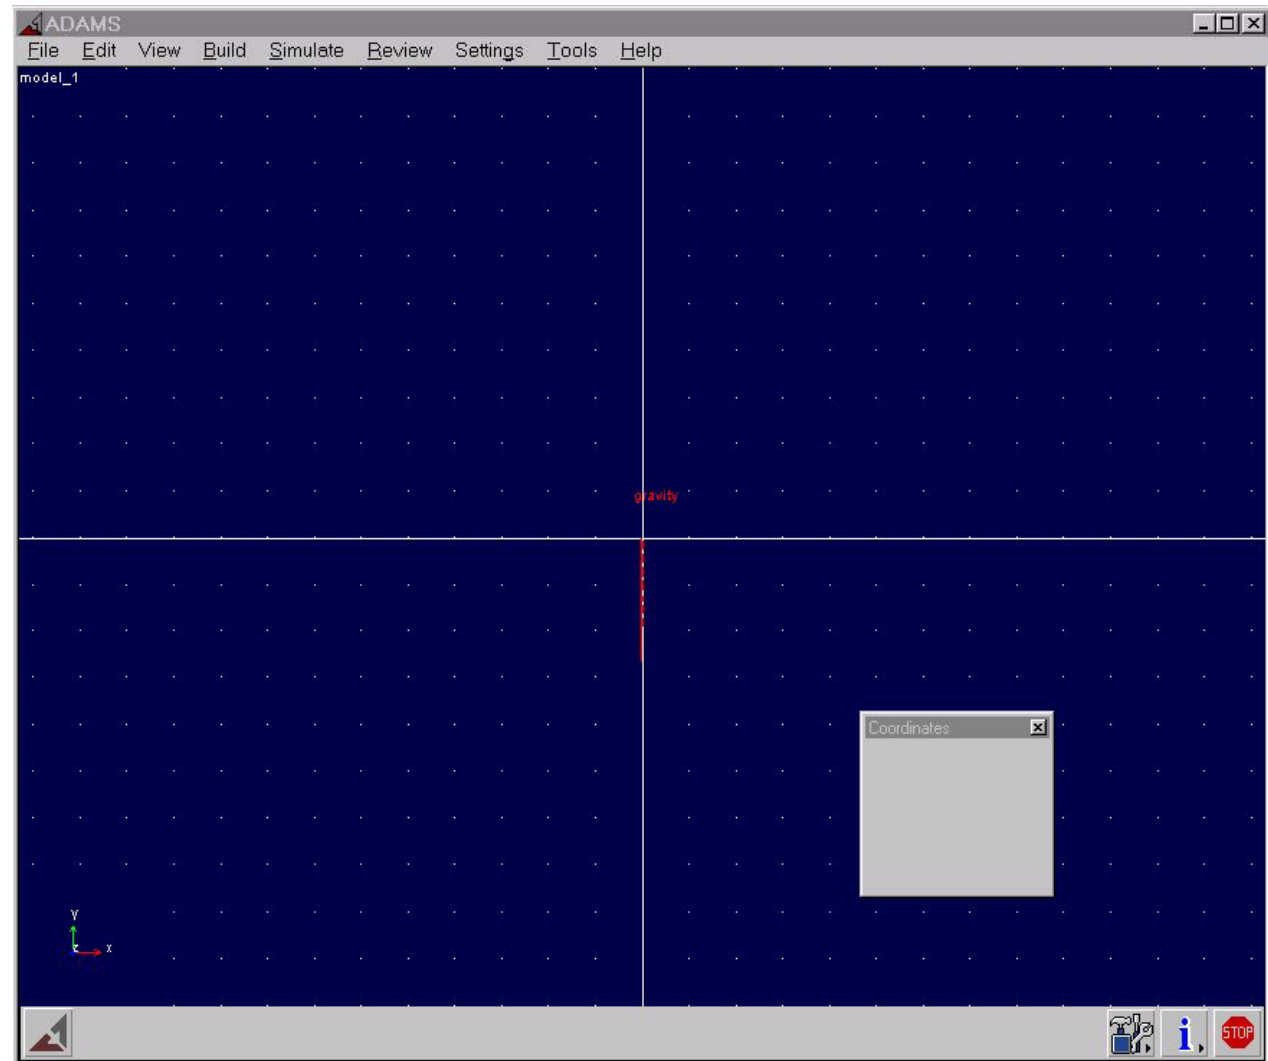 ADAMS
File Edit View Build Simulate Review Settings Tools Help
model_1
gravity
Coordinates
y
z x
i STOP